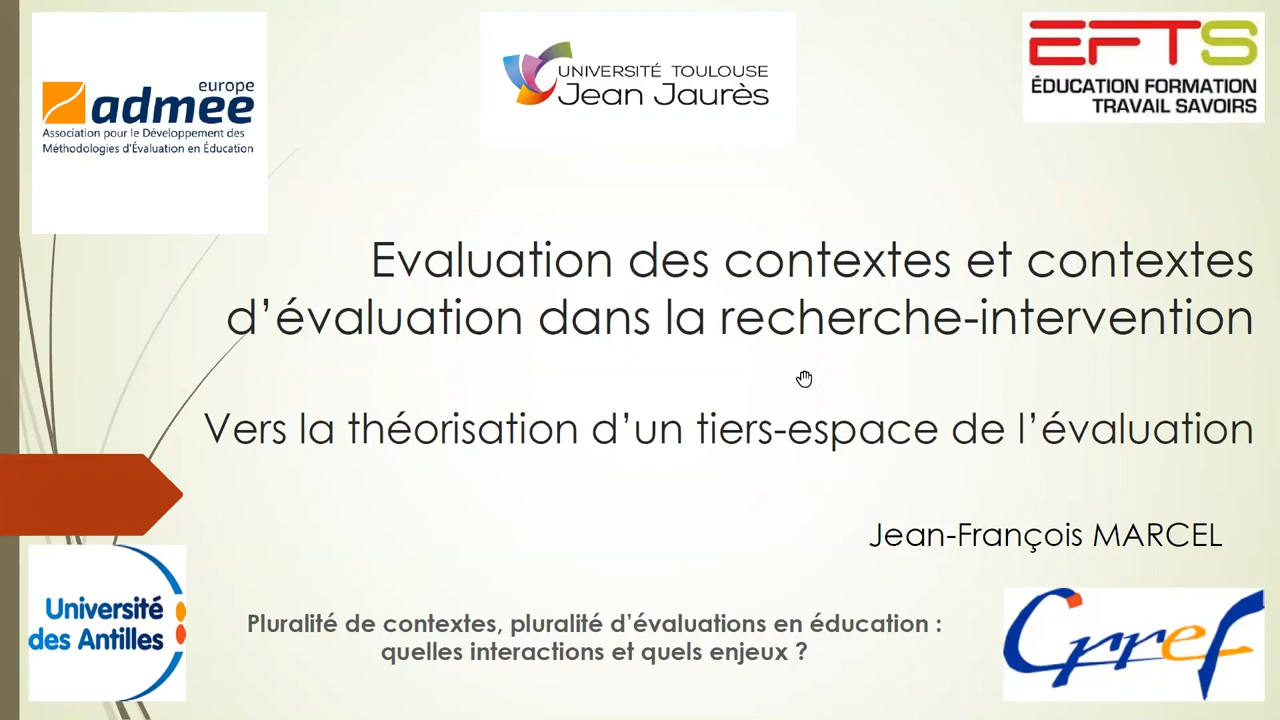 europe
admee
Association pour le Développement des
Méthodologies d'Évaluation en Éducation
UNIVERSITÉ TOULOUSE
Jean Jaurès
EFTS
ÉDUCATION FORMATION
TRAVAIL SAVOIRS
Evaluation des contextes et contextes
d’évaluation dans la recherche-intervention
Vers la théorisation d’un tiers-espace de l’évaluation
Jean-François MARCEL
Université
des Antilles
Pluralité de contextes, pluralité d’évaluations en éducation :
quelles interactions et quels enjeux ?
Crref